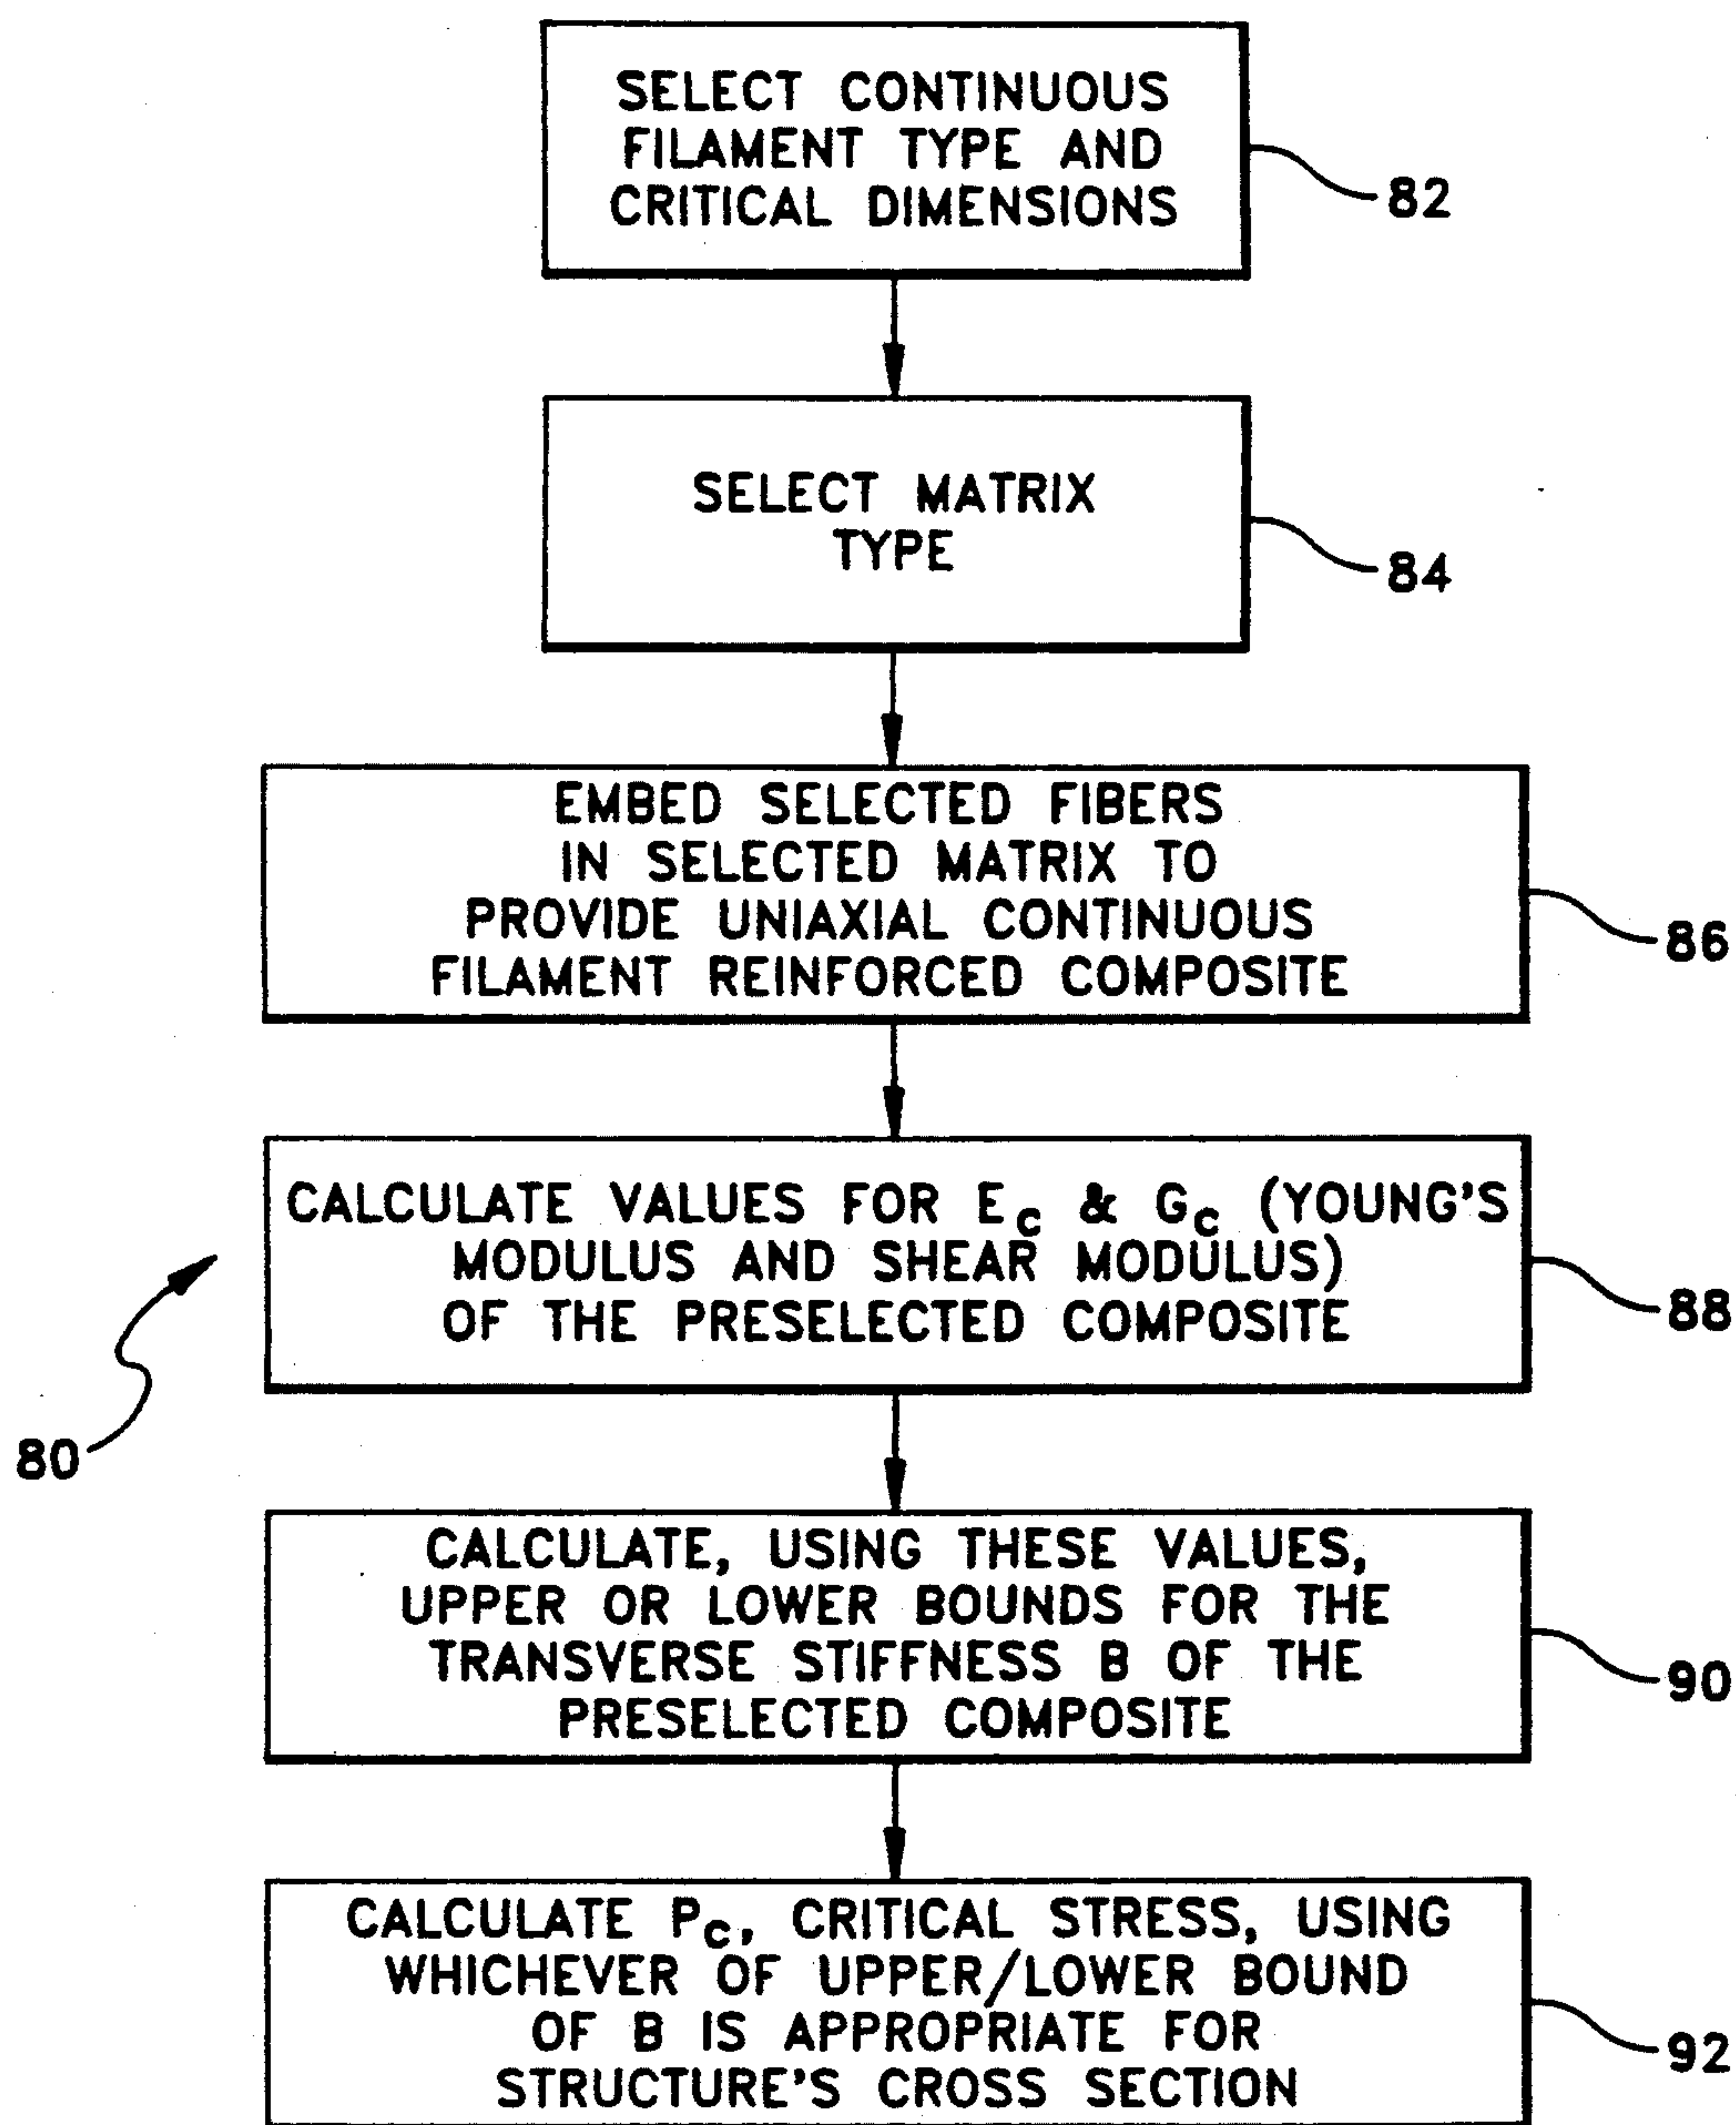 SELECT CONTINUOUS
FILAMENT TYPE AND
CRITICAL DIMENSIONS
82
SELECT MATRIX
TYPE
84
EMBED SELECTED FIBERS
IN SELECTED MATRIX TO
PROVIDE UNIAXIAL CONTINUOUS
FILAMENT REINFORCED COMPOSITE
86
CALCULATE VALUES FOR Ec & Gc (YOUNG'S
MODULUS AND SHEAR MODULUS)
OF THE PRESELECTED COMPOSITE
88
80
CALCULATE, USING THESE VALUES,
UPPER OR LOWER BOUNDS FOR THE
TRANSVERSE STIFFNESS B OF THE
PRESELECTED COMPOSITE
90
CALCULATE Pc, CRITICAL STRESS, USING
WHICHEVER OF UPPER/LOWER BOUND
OF B IS APPROPRIATE FOR
STRUCTURE'S CROSS SECTION
92